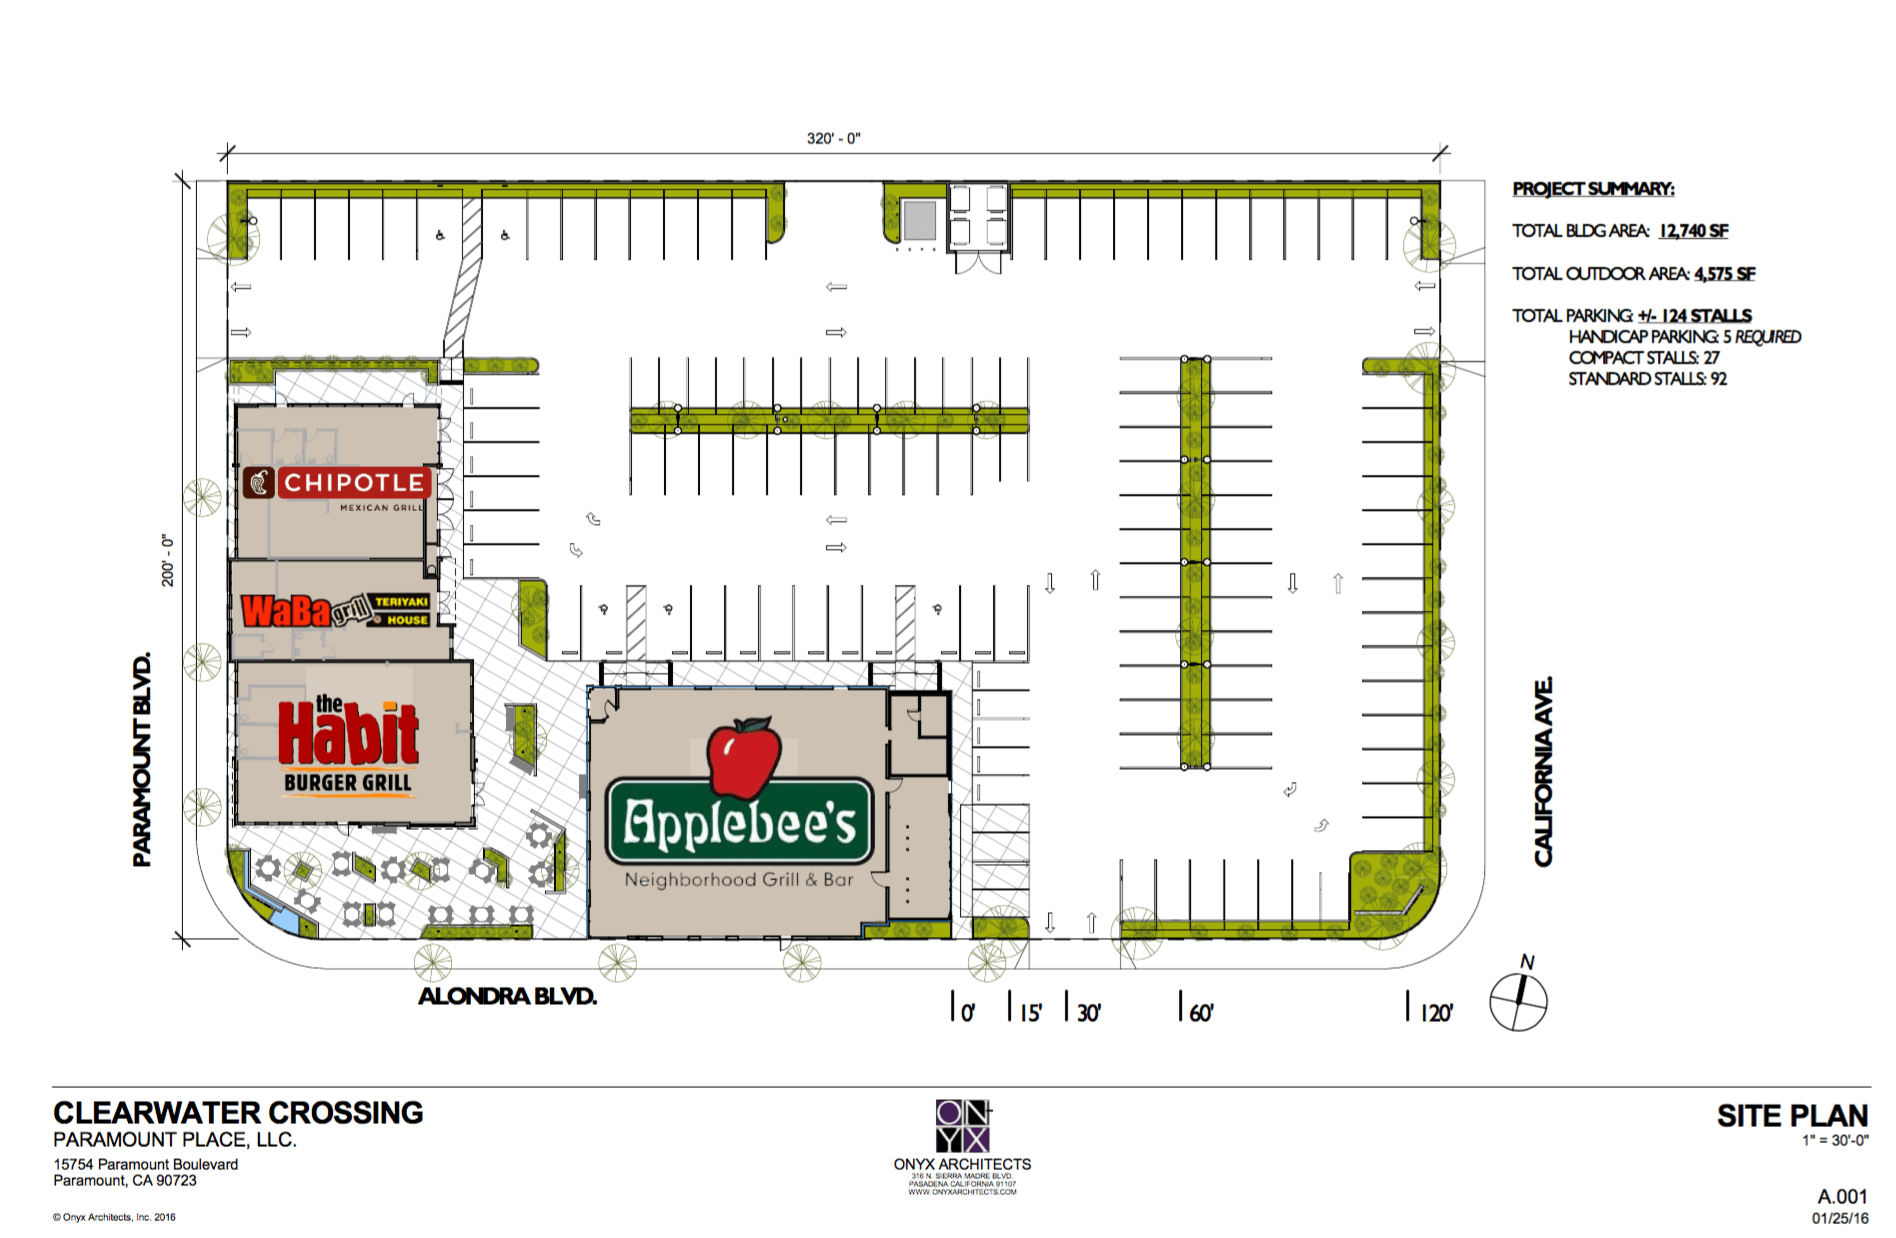 320' - 0"
PROJECT SUMMARY:
TOTAL BLDG AREA: 12,740 SF
TOTAL OUTDOOR AREA: 4,575 SF
TOTAL PARKING: +/- 124 STALLS
HANDICAP PARKING: 5 REQUIRED
COMPACT STALLS: 27
STANDARD STALLS: 92
200' - 0"
PARAMOUNT BLVD.
CHIPOTLE
MEXICAN GRILL
WaBa grill TERIYAKI HOUSE
the
Habit
BURGER GRILL
Applebee's
Neighborhood Grill & Bar
CALIFORNIA AVE.
ALONDRA BLVD.
0' 15' 30' 60' 120'
N
CLEARWATER CROSSING
PARAMOUNT PLACE, LLC.
15754 Paramount Boulevard
Paramount, CA 90723
© Onyx Architects, Inc. 2016
ON
YX
ONYX ARCHITECTS
316 N. SIERRA MADRE BLVD.
PASADENA CALIFORNIA 91107
WWW.ONYXARCHITECTS.COM
SITE PLAN
1" = 30'-0"
A.001
01/25/16